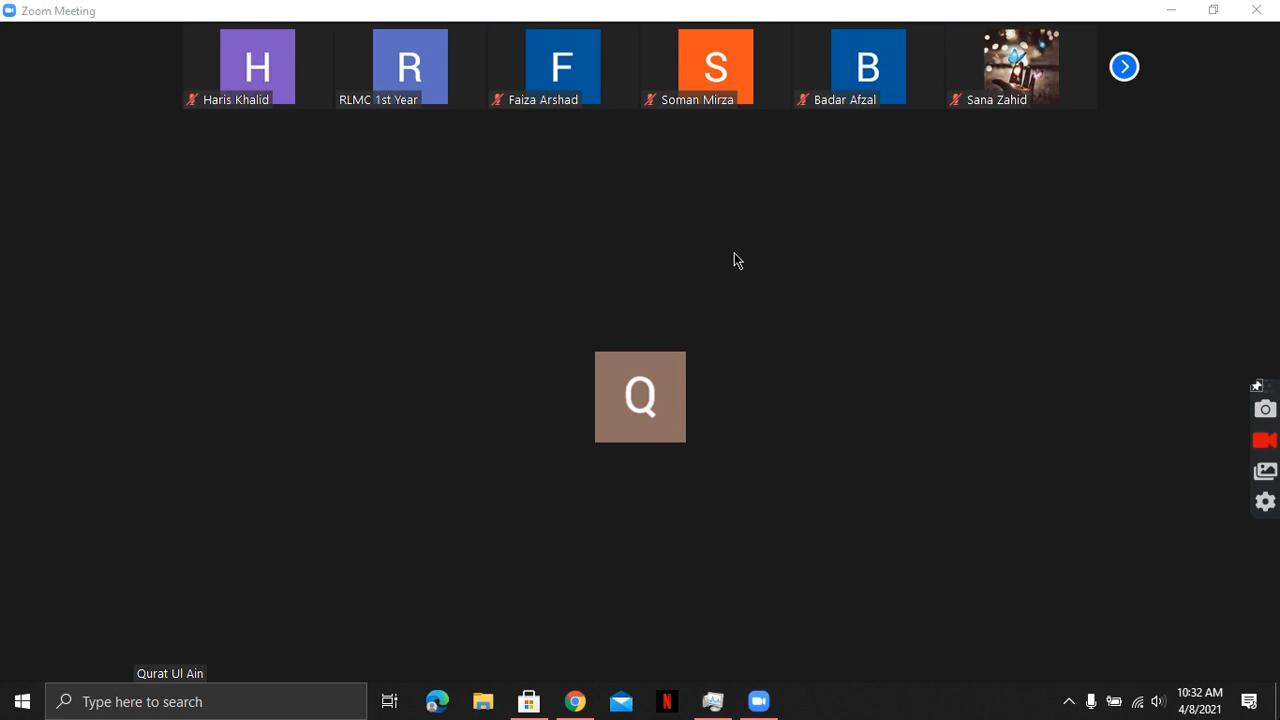 Zoom Meeting
H
R
F
S
B
Haris Khalid
RLMC 1st Year
Faiza Arshad
Soman Mirza
Badar Afzal
Sana Zahid
Q
Qurat Ul Ain
Type here to search
N
10:32 AM
4/8/2021